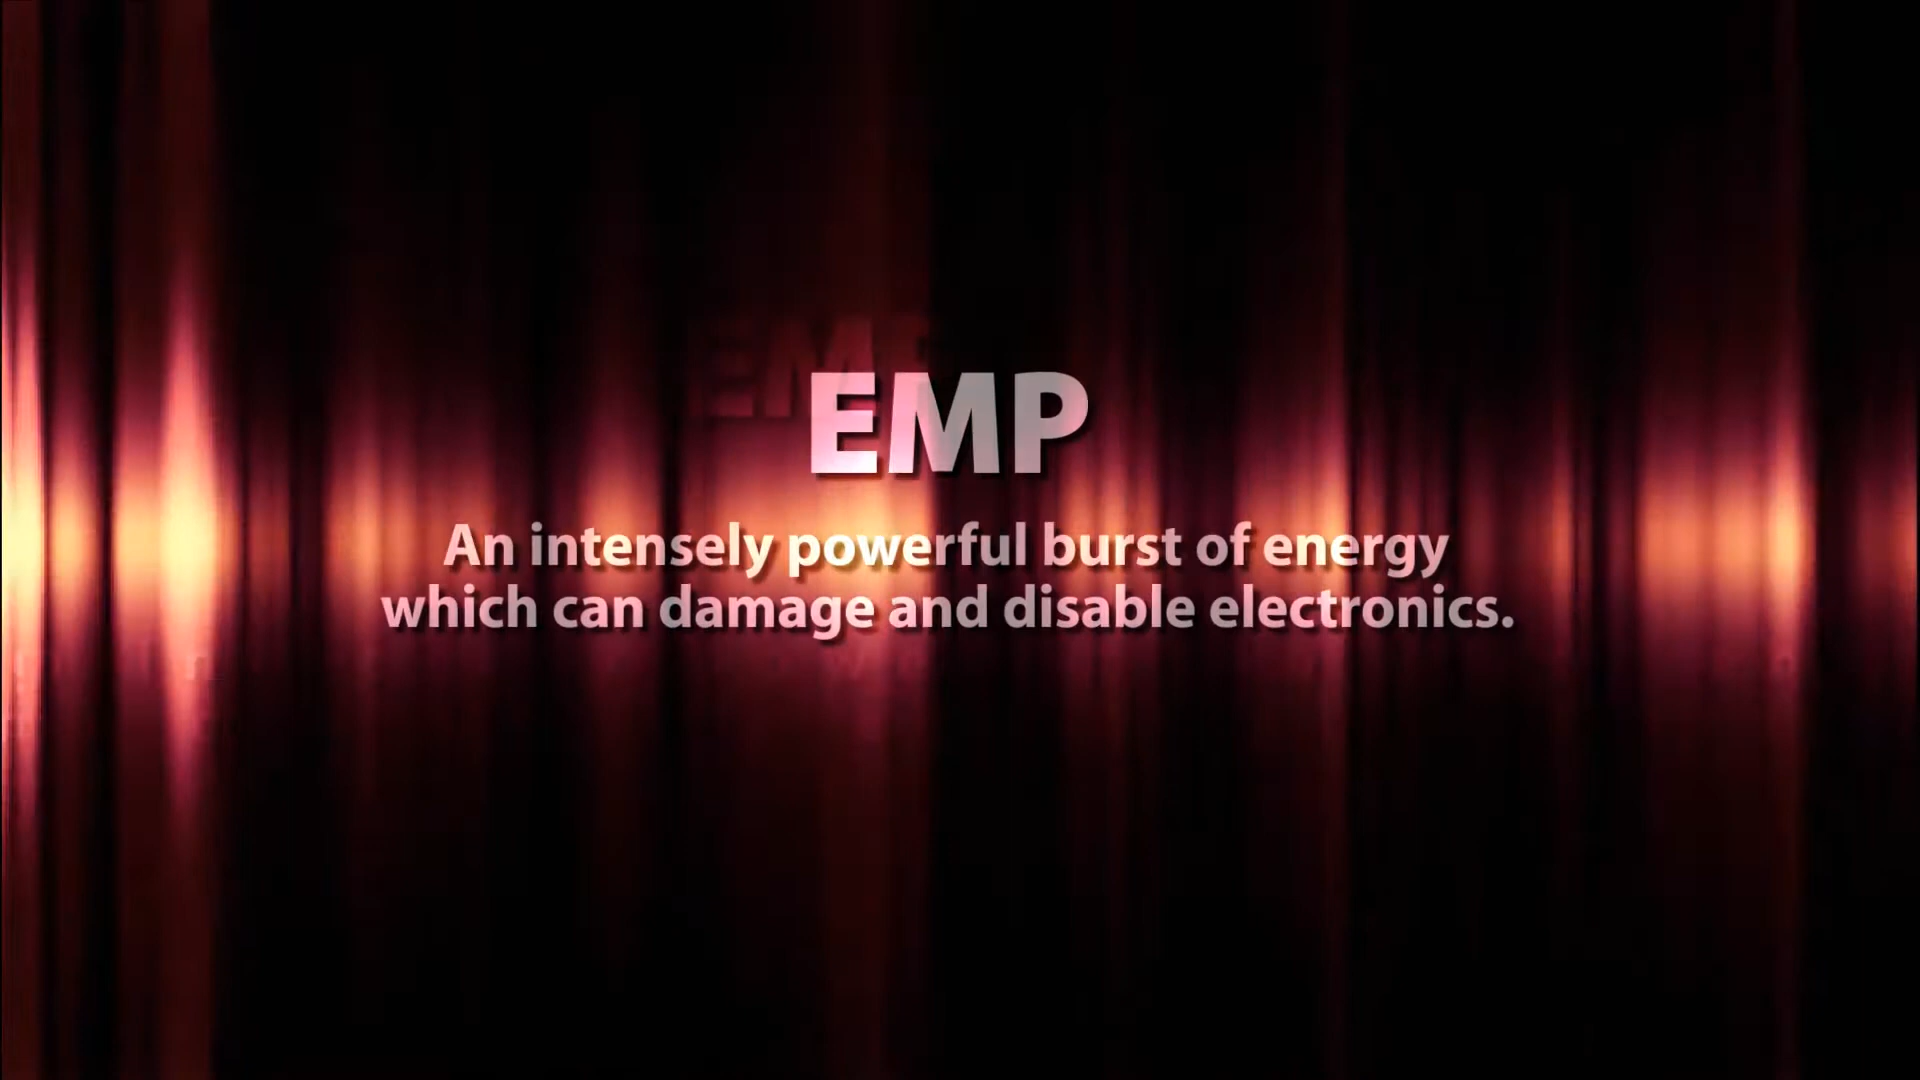 EMP
An intensely powerful burst of energy
which can damage and disable electronics.